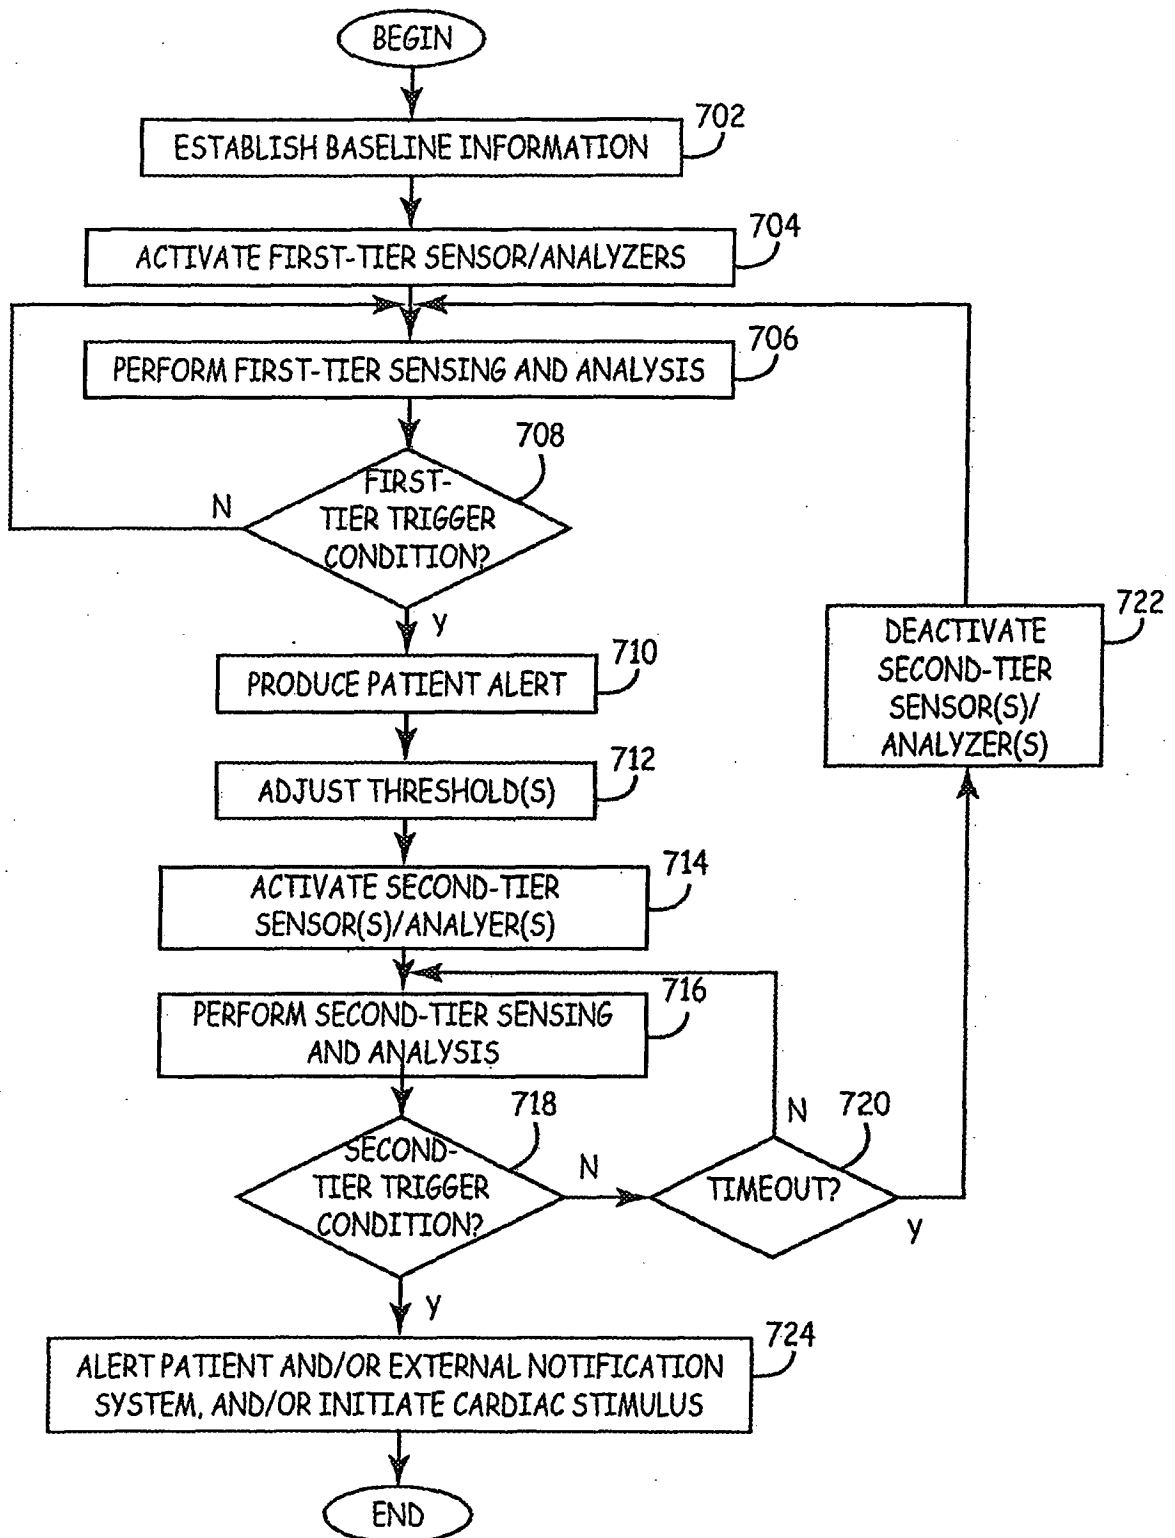 BEGIN
702
ESTABLISH BASELINE INFORMATION
704
ACTIVATE FIRST-TIER SENSOR/ANALYZERS
706
PERFORM FIRST-TIER SENSING AND ANALYSIS
708
FIRST-
TIER TRIGGER
CONDITION?
N
Y
710
PRODUCE PATIENT ALERT
722
DEACTIVATE
SECOND-TIER
SENSOR(S)/
ANALYZER(S)
712
ADJUST THRESHOLD(S)
714
ACTIVATE SECOND-TIER
SENSOR(S)/ANALYER(S)
716
PERFORM SECOND-TIER SENSING
AND ANALYSIS
718
SECOND-
TIER TRIGGER
CONDITION?
N
720
TIMEOUT?
N
Y
Y
724
ALERT PATIENT AND/OR EXTERNAL NOTIFICATION
SYSTEM, AND/OR INITIATE CARDIAC STIMULUS
END